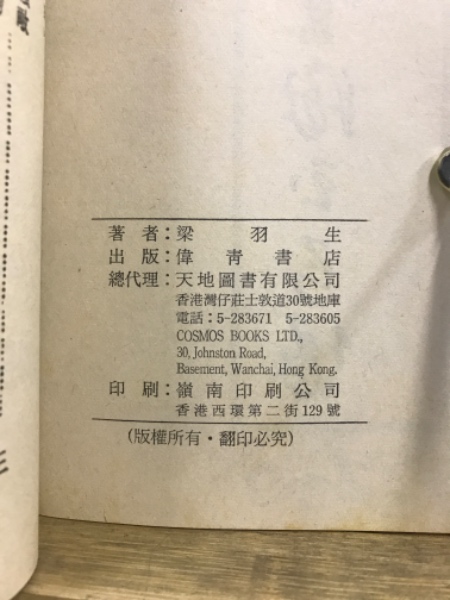 著者：梁羽生
出版：偉青書店
總代理：天地圖書有限公司
香港灣仔莊士敦道30號地庫
電話：5-283671 5-283605
COSMOS BOOKS LTD.,
30, Johnston Road,
Basement, Wanchai, Hong Kong.
印刷：嶺南印刷公司
香港西環第二街129號
(版權所有·翻印必究)
三